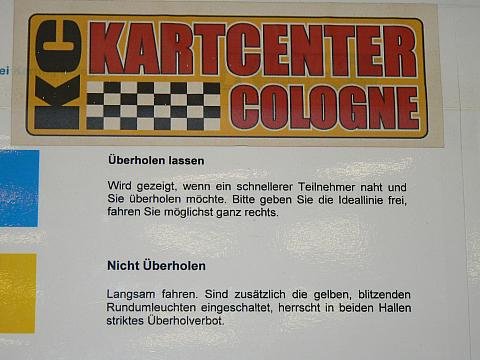 KC
KARTCENTER
COLOGNE
Überholen lassen
Wird gezeigt, wenn ein schnellerer Teilnehmer naht und
Sie überholen möchte. Bitte geben Sie die Ideallinie frei,
fahren Sie möglichst ganz rechts.
Nicht Überholen
Langsam fahren. Sind zusätzlich die gelben, blitzenden
Rundumleuchten eingeschaltet, herrscht in beiden Hallen
striktes Überholverbot.